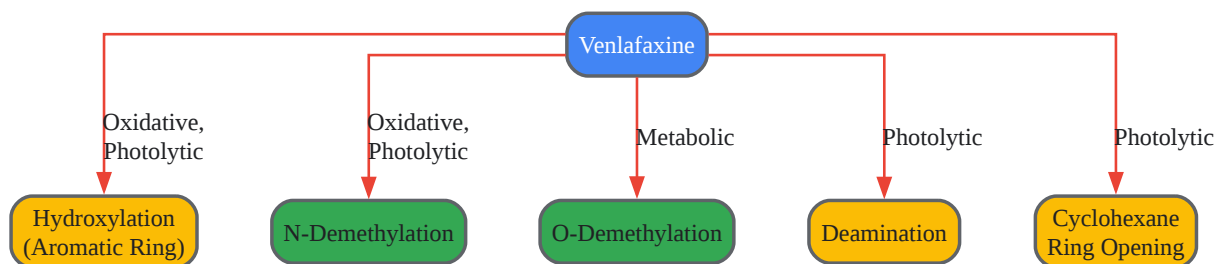 Venlafaxine
Oxidative,
Photolytic
Oxidative,
Photolytic
Metabolic
Photolytic
Photolytic
Hydroxylation
(Aromatic Ring)
N-Demethylation
O-Demethylation
Deamination
Cyclohexane
Ring Opening